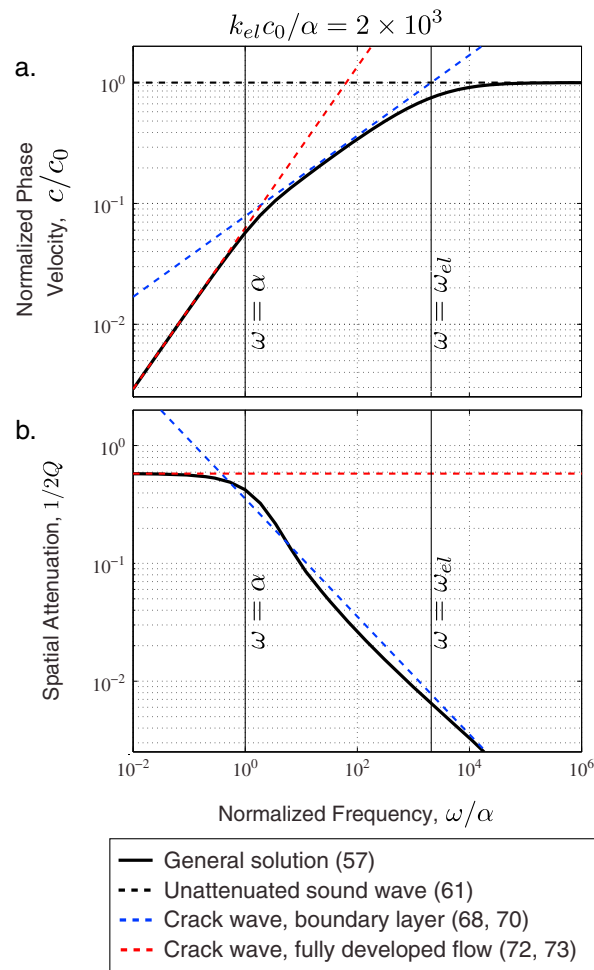 k_{el}c_0/α = 2 × 10^3
a.
Normalized Phase
Velocity, c/c_0
10^0
10^{-1}
10^{-2}
ω = α
ω = ω_{el}
b.
Spatial Attenuation, 1/2Q
10^0
10^{-1}
10^{-2}
ω = α
ω = ω_{el}
10^{-2} 10^0 10^2 10^4 10^6
Normalized Frequency, ω/α
General solution (57)
Unattenuated sound wave (61)
Crack wave, boundary layer (68, 70)
Crack wave, fully developed flow (72, 73)